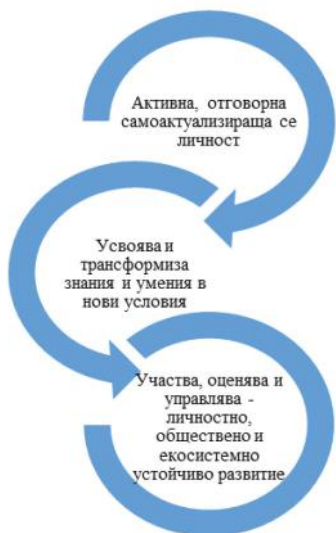 Активна, отговорна
самоактуализираща се
личност
Усвоява и
трансформиза
знания и умения в
нови условия
Участва, оценява и
управлява -
личностно,
обществено и
екосистемно
устойчиво развитие